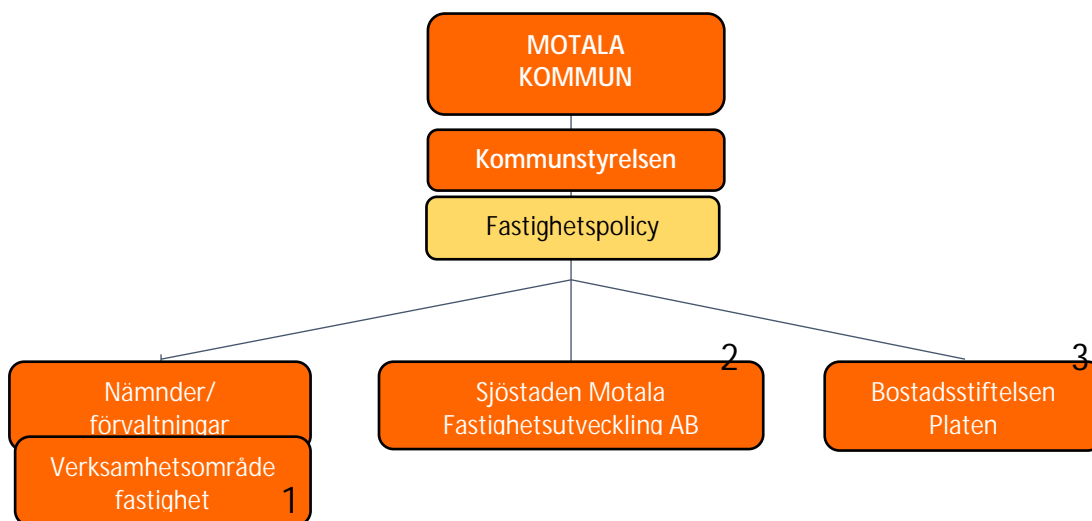 MOTALA
KOMMUN
Kommunstyrelsen
Fastighetspolicy
Nämnder/
förvaltningar
Verksamhetsområde
fastighet
1
2
Sjöstaden Motala
Fastighetsutveckling AB
3
Bostadsstiftelsen
Platen